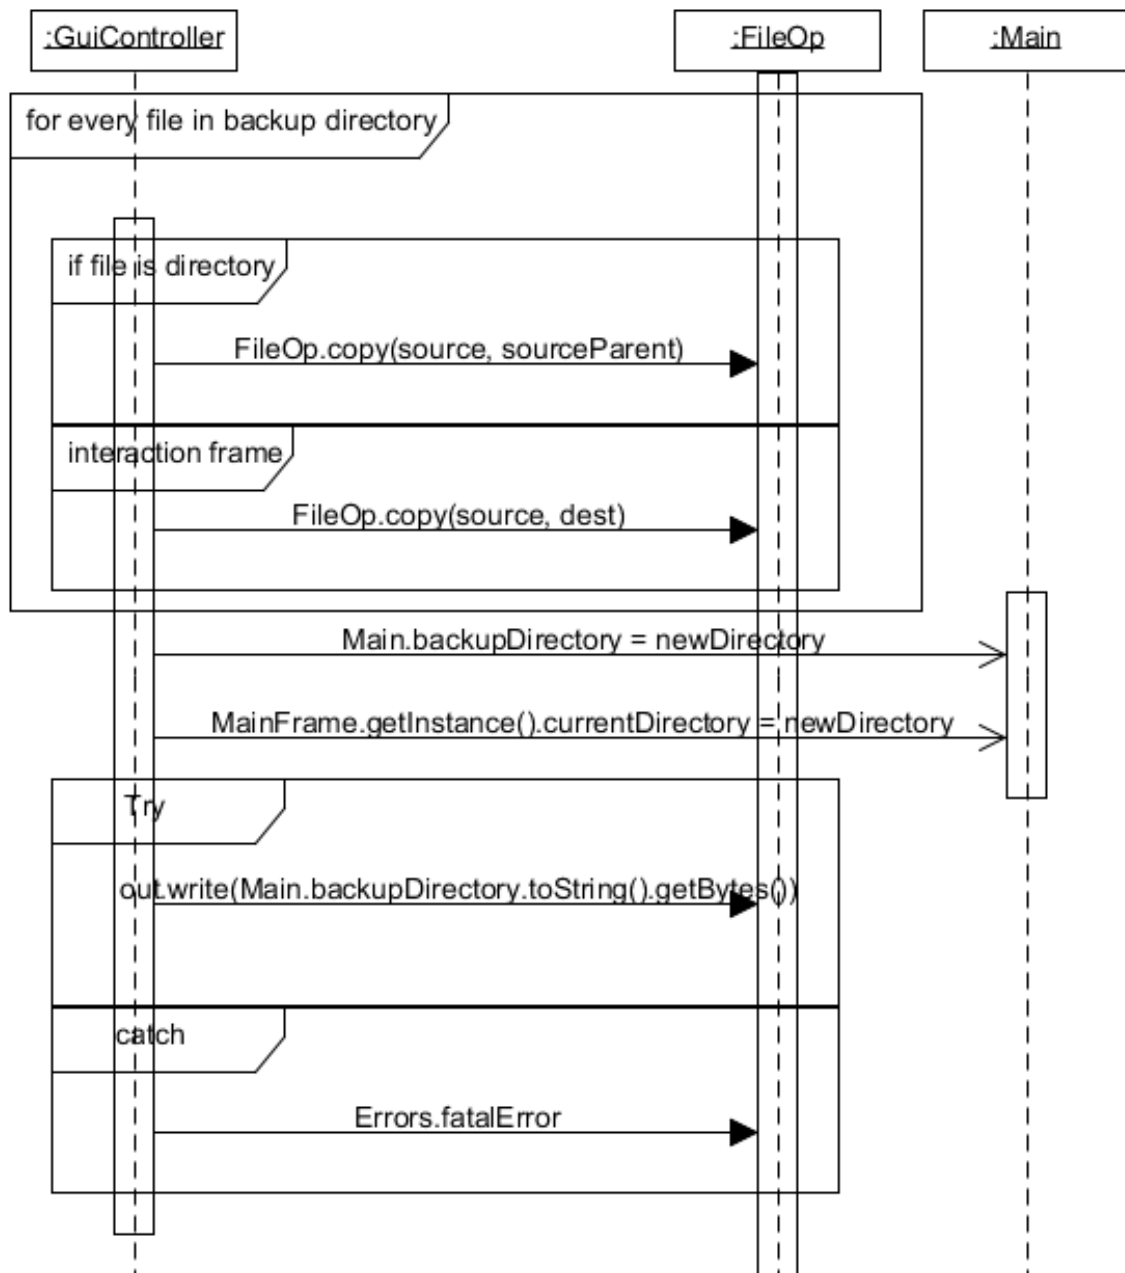 :GuiController
:FileOp
:Main
for every file in backup directory
if file is directory
FileOp.copy(source, sourceParent)
interaction frame
FileOp.copy(source, dest)
Main.backupDirectory = newDirectory
MainFrame.getInstance().currentDirectory = newDirectory
Try
out.write(Main.backupDirectory.toString().getBytes())
catch
Errors.fatalError